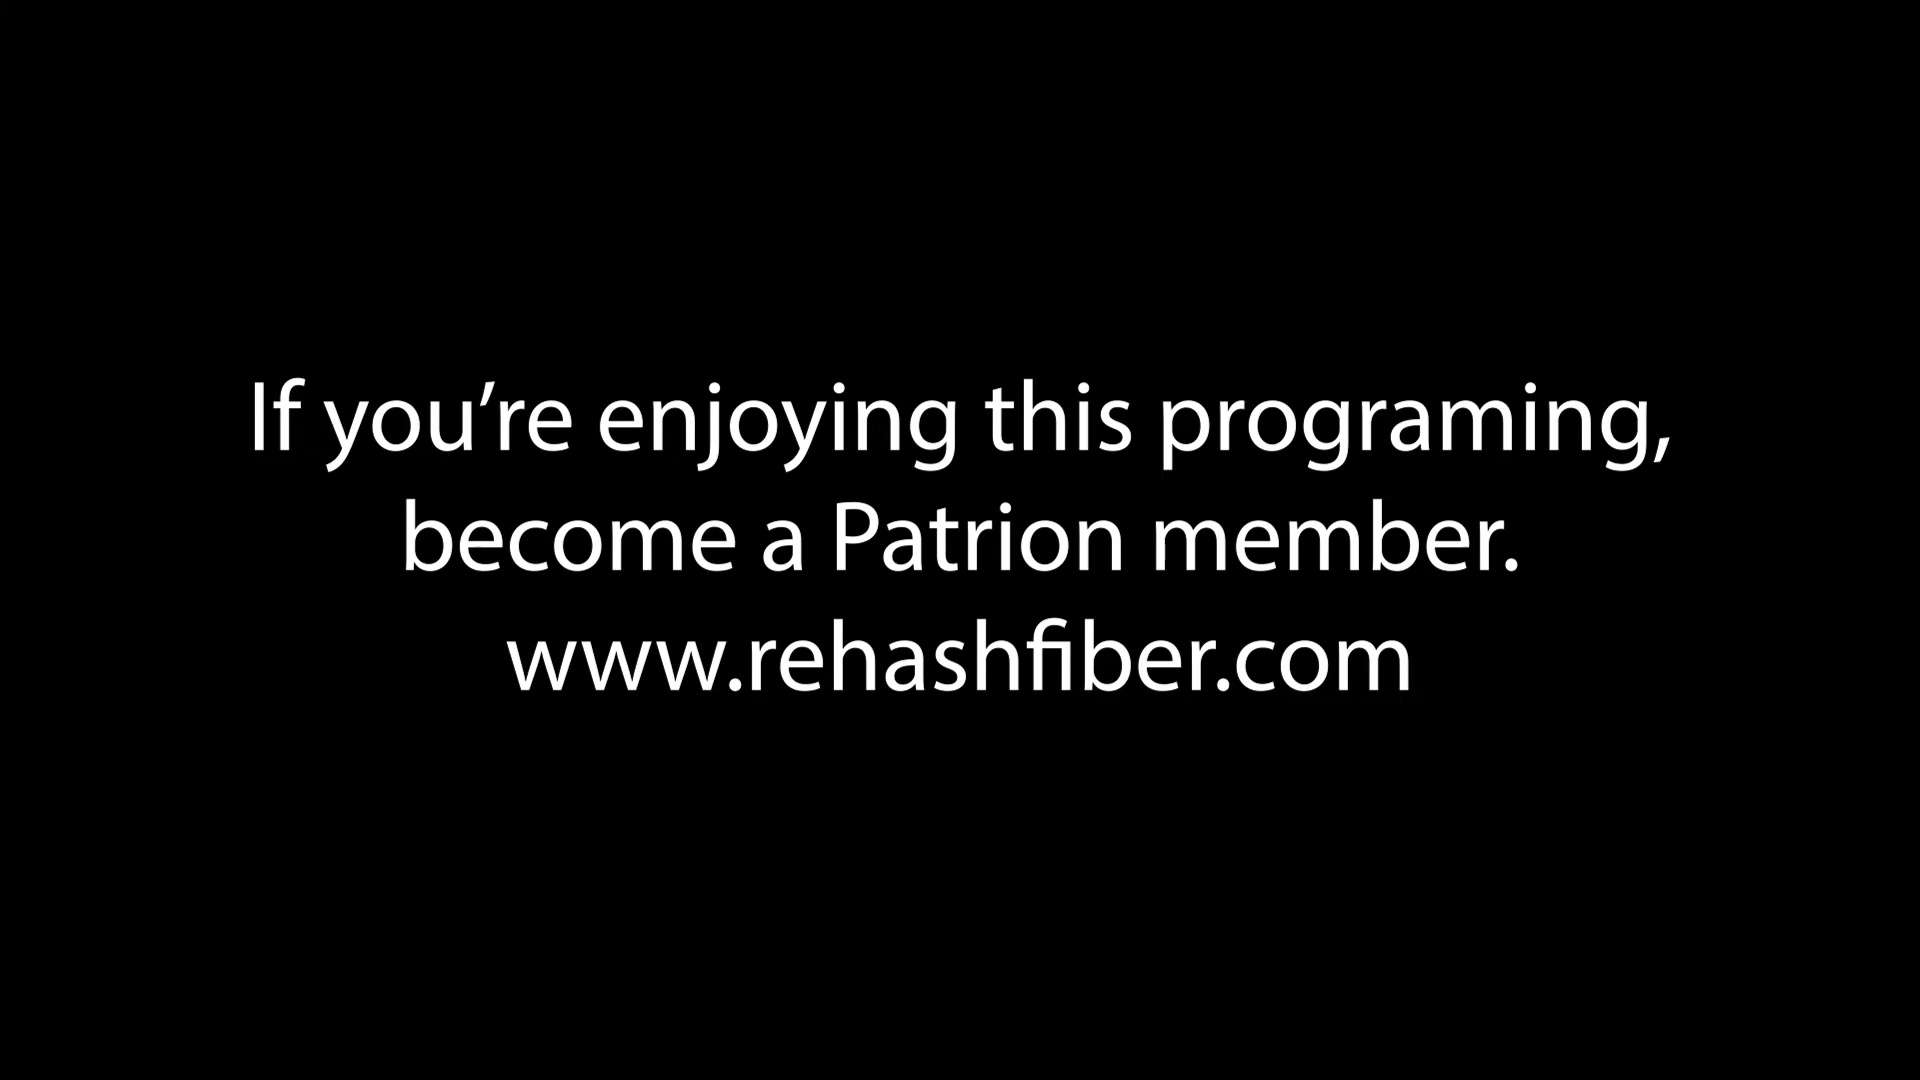 If you’re enjoying this programing,
become a Patrion member.
www.rehashfiber.com